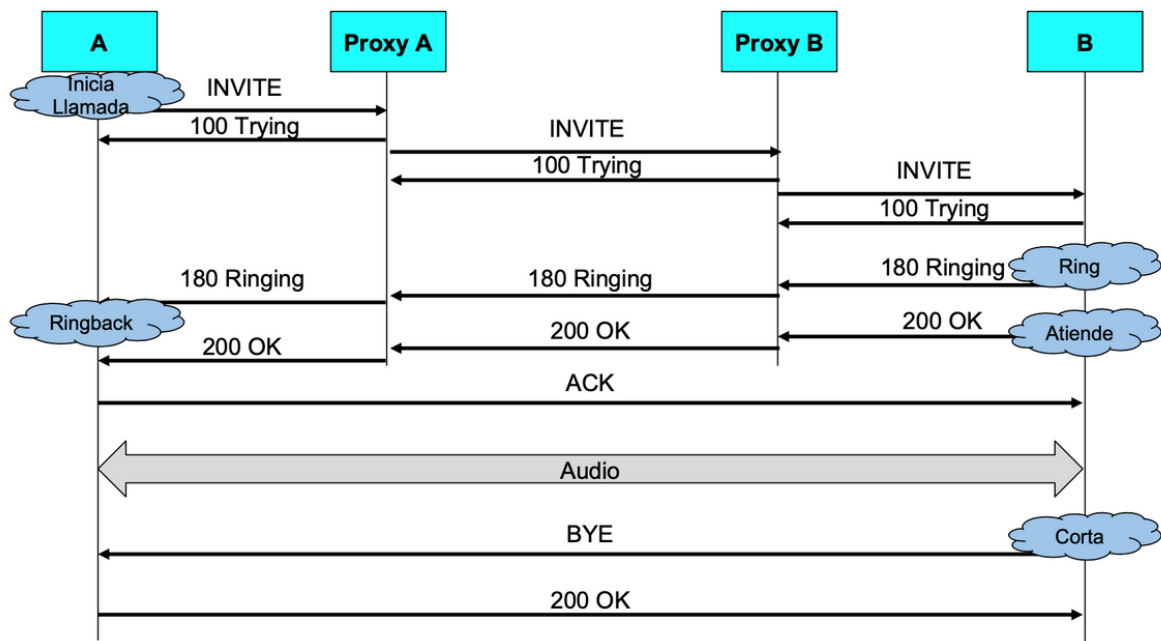 A
Proxy A
Proxy B
B
Inicia
Llamada
INVITE
100 Trying
INVITE
100 Trying
INVITE
100 Trying
Ring
180 Ringing
180 Ringing
180 Ringing
Ringback
Atiende
200 OK
200 OK
200 OK
ACK
Audio
Corta
BYE
200 OK